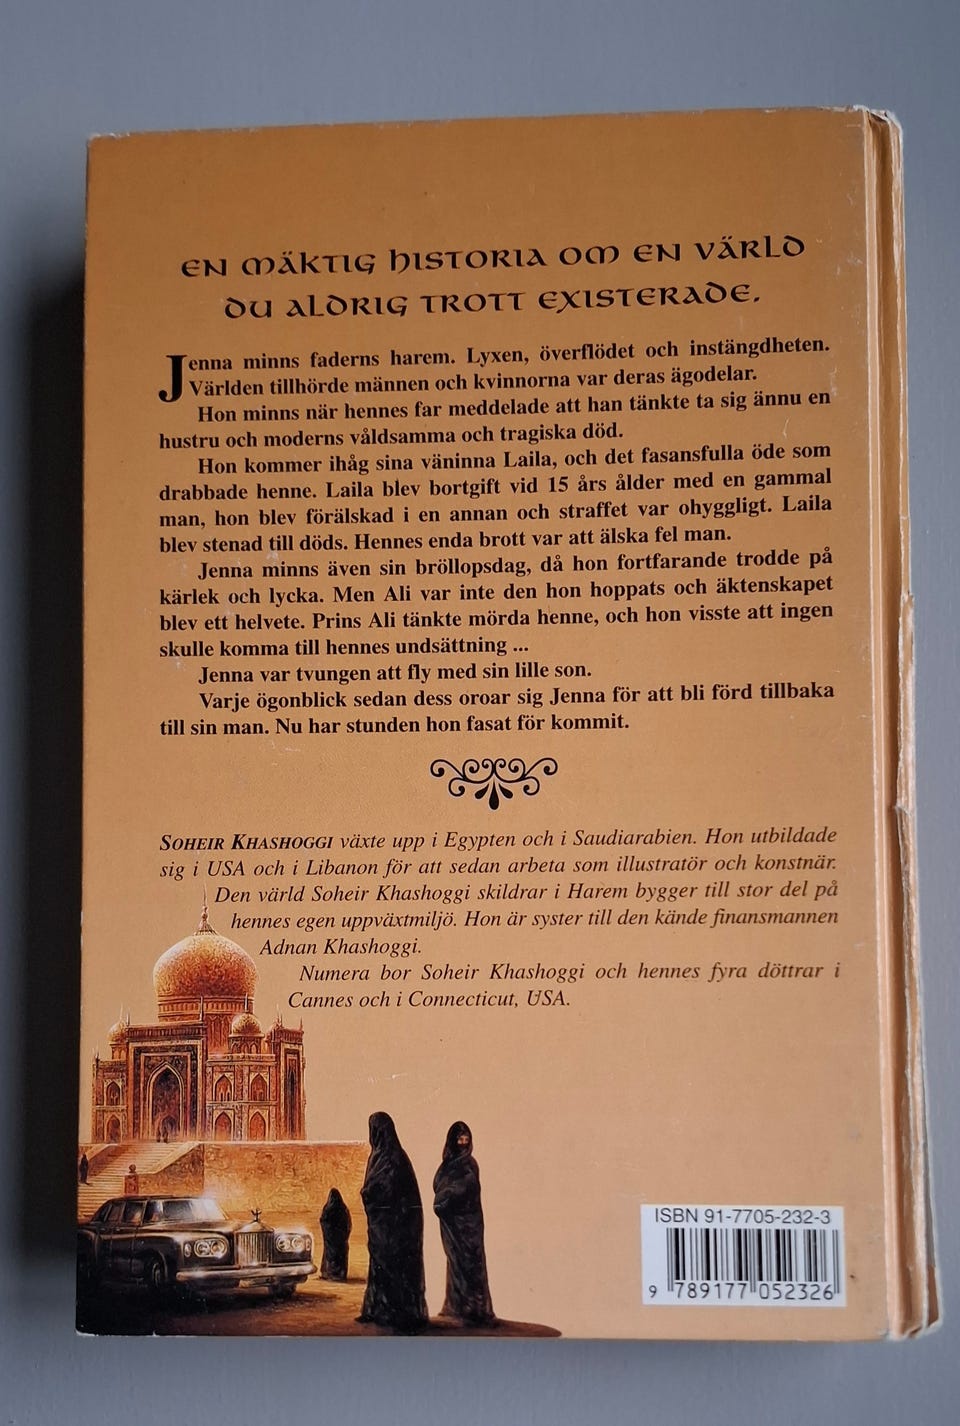 EN MÄKTIG HISTORIA OM EN VÄRLD
DU ALDRIG TROTT EXISTERADE.
Jenna minns faderns harem. Lyxen, överflödet och instängdheten.
Världen tillhörde männen och kvinnorna var deras ägodelar.
Hon minns när hennes far meddelade att han tänkte ta sig ännu en
hustru och moderns våldsamma och tragiska död.
Hon kommer ihåg sina väninna Laila, och det fasansfulla öde som
drabbade henne. Laila blev bortgift vid 15 års ålder med en gammal
man, hon blev förälskad i en annan och straffet var ohyggligt. Laila
blev stenad till döds. Hennes enda brott var att älska fel man.
Jenna minns även sin bröllopsdag, då hon fortfarande trodde på
kärlek och lycka. Men Ali var inte den hon hoppats och äktenskapet
blev ett helvete. Prins Ali tänkte mörda henne, och hon visste att ingen
skulle komma till hennes undsättning ...
Jenna var tvungen att fly med sin lille son.
Varje ögonblick sedan dess oroar sig Jenna för att bli förd tillbaka
till sin man. Nu har stunden hon fasat för kommit.
SOHEIR KHASHOGGI växte upp i Egypten och i Saudiarabien. Hon utbildade
sig i USA och i Libanon för att sedan arbeta som illustratör och konstnär.
Den värld Soheir Khashoggi skildrar i Harem bygger till stor del på
hennes egen uppväxtmiljö. Hon är syster till den kände finansmannen
Adnan Khashoggi.
Numera bor Soheir Khashoggi och hennes fyra döttrar i
Cannes och i Connecticut, USA.
ISBN 91-7705-232-3
9 789177 052326